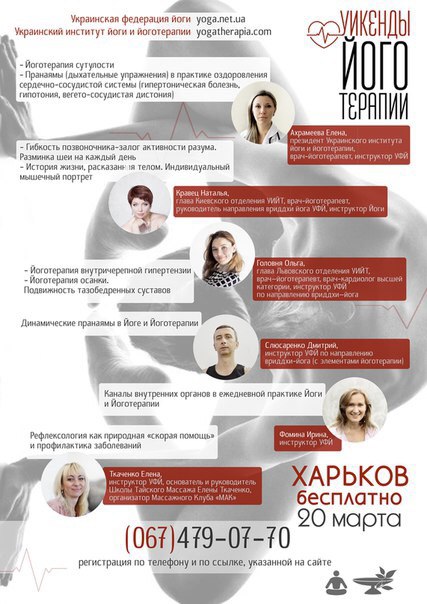 Украинская федерация йоги yoga.net.ua
Украинский институт йоги и йоготерапии yogatherapia.com
УИКЕНДЫ
ЙОГО
ТЕРАПИИ
- Йоготерапия сутулости
- Пранаямы (дыхательные упражнения) в практике оздоровления
сердечно-сосудистой системы (гипертоническая болезнь,
гипотония, вегето-сосудистая дистония)
Ахрамеева Елена,
президент Украинского института
йоги и йоготерапии,
врач-йоготерапевт, инструктор УФЙ
- Гибкость позвоночника-залог активности разума.
Разминка шеи на каждый день
- История жизни, рассказанная телом. Индивидуальный
мышечный портрет
Кравец Наталья,
глава Киевского отделения УИЙТ, врач-йоготерапевт,
руководитель направления вриддхи йога УФЙ, инструктор Йоги
Головня Ольга,
глава Львовского отделения УИЙТ,
врач-йоготерапевт, врач-кардиолог высшей
категории, инструктор УФЙ
по направлению вриддхи-йога
- Йоготерапия внутричерепной гипертензии
- Йоготерапия осанки.
Подвижность тазобедренных суставов
Динамические пранаямы в Йоге и Йоготерапии
Слюсаренко Дмитрий,
инструктор УФЙ по направлению
вриддхи-йога (с элементами йоготерапии)
Каналы внутренних органов в ежедневной практике Йоги
и Йоготерапии
Фомина Ирина,
инструктор УФЙ
Рефлексология как природная «скорая помощь»
и профилактика заболеваний
Ткаченко Елена,
инструктор УФЙ, основатель и руководитель
Школы Тайского Массажа Елены Ткаченко,
организатор Массажного Клуба «МАК»
ХАРЬКОВ
бесплатно
20 марта
(067)479-07-70
регистрация по телефону и по ссылке, указанной на сайте